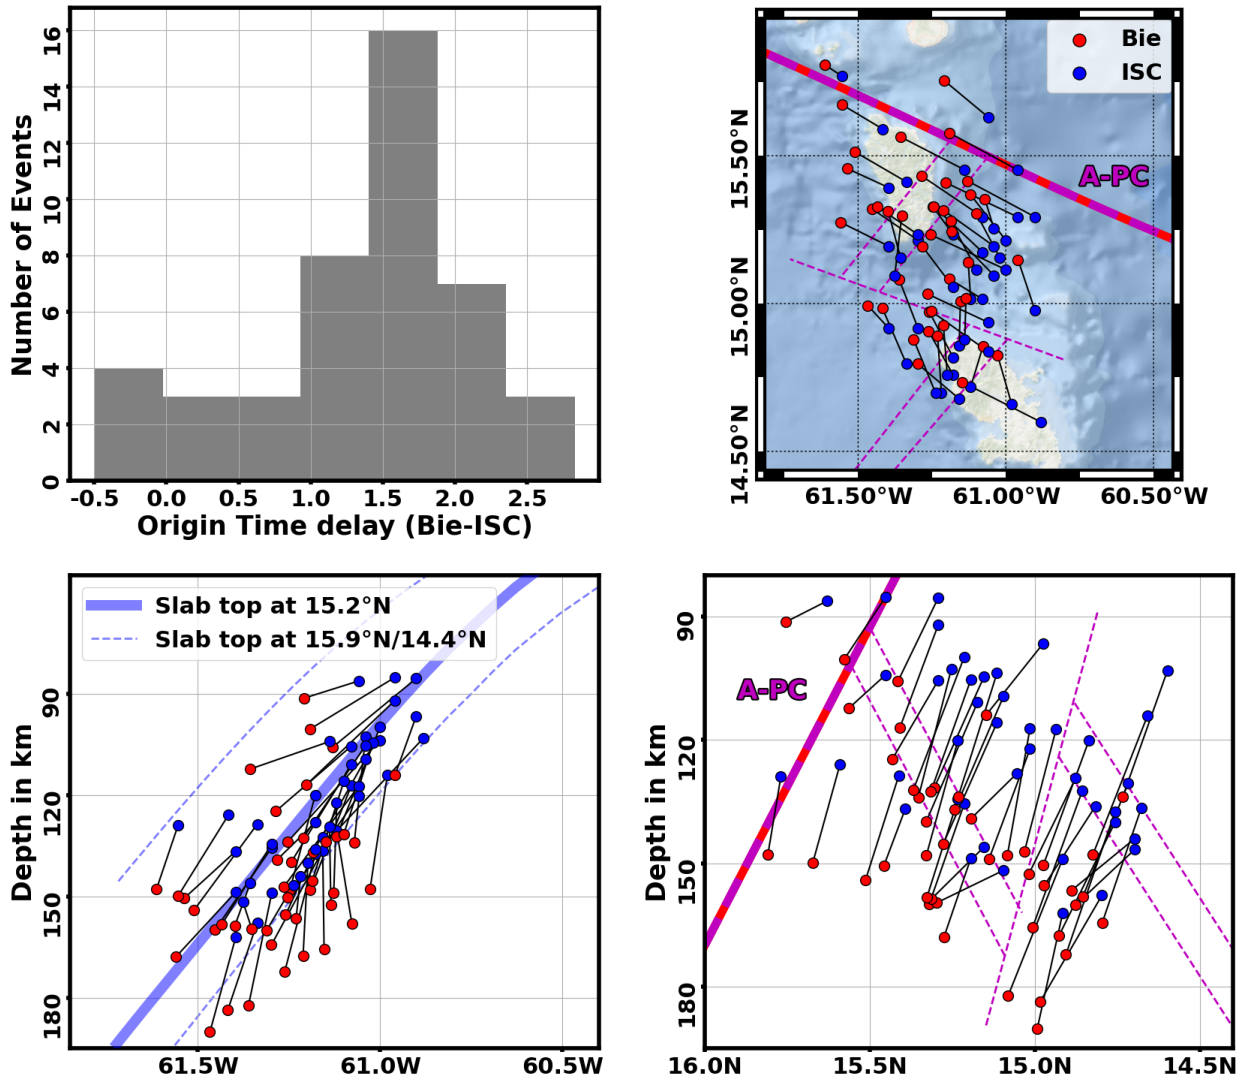 16
14
12
10
8
6
4
2
0
Number of Events
-0.5 0.0 0.5 1.0 1.5 2.0 2.5
Origin Time delay (Bie-ISC)
Bie
ISC
A-PC
15.50°N
15.00°N
14.50°N
61.50°W 61.00°W 60.50°W
Slab top at 15.2°N
Slab top at 15.9°N/14.4°N
90
120
150
180
Depth in km
61.5W 61.0W 60.5W
A-PC
90
120
150
180
Depth in km
16.0N 15.5N 15.0N 14.5N